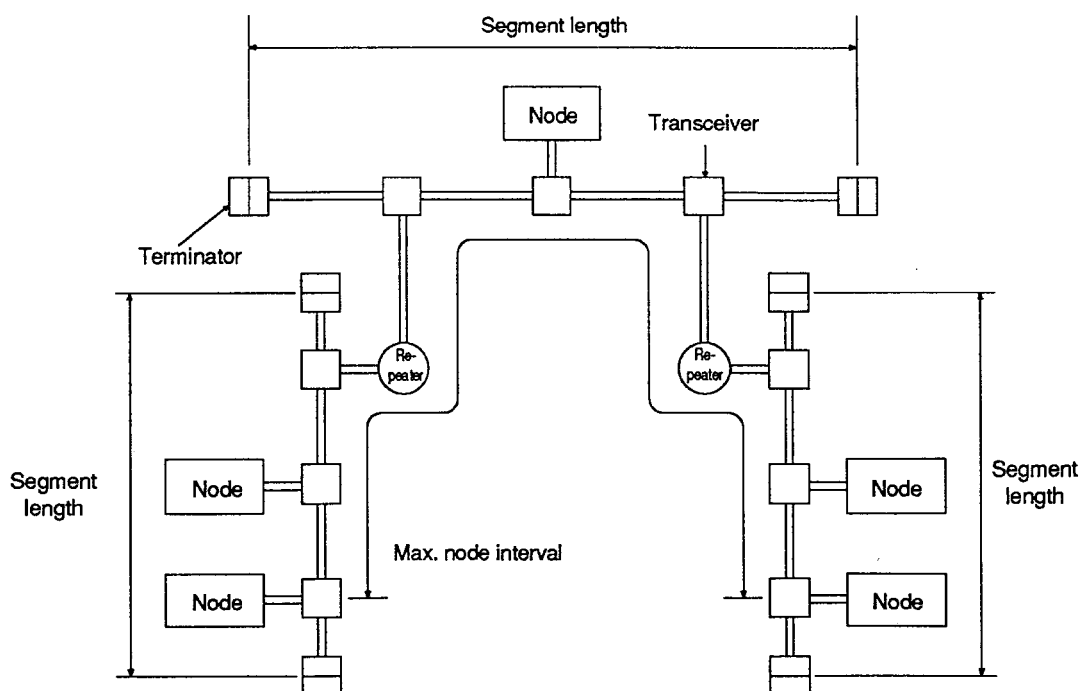 Segment length
Node
Transceiver
Terminator
Re-
peater
Re-
peater
Segment
length
Node
Node
Segment
length
Node
Max. node interval
Node